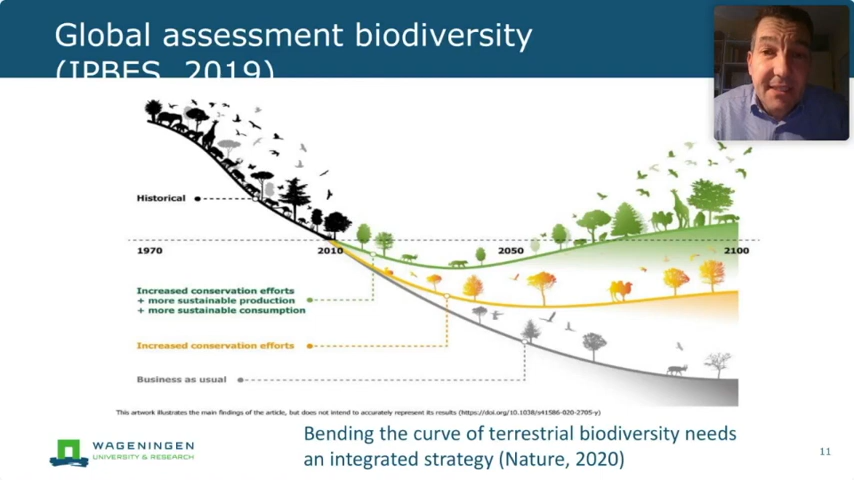 Global assessment biodiversity
(IPBES, 2019)
Historical
1970
2010
2050
2100
Increased conservation efforts
+ more sustainable production
+ more sustainable consumption
Increased conservation efforts
Business as usual
This artwork illustrates the main findings of the article, but does not intend to accurately represent its results (https://doi.org/10.1038/s41586-020-2705-y)
Bending the curve of terrestrial biodiversity needs
an integrated strategy (Nature, 2020)
WAGENINGEN
UNIVERSITY & RESEARCH
11